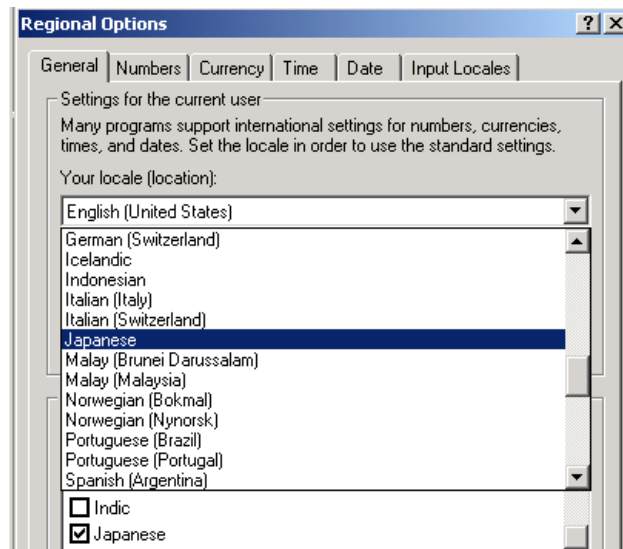 Regional Options
General Numbers Currency Time Date Input Locales
Settings for the current user
Many programs support international settings for numbers, currencies,
times, and dates. Set the locale in order to use the standard settings.
Your locale (location):
English (United States)
German (Switzerland)
Icelandic
Indonesian
Italian (Italy)
Italian (Switzerland)
Japanese
Malay (Brunei Darussalam)
Malay (Malaysia)
Norwegian (Bokmal)
Norwegian (Nynorsk)
Portuguese (Brazil)
Portuguese (Portugal)
Spanish (Argentina)
Indic
Japanese